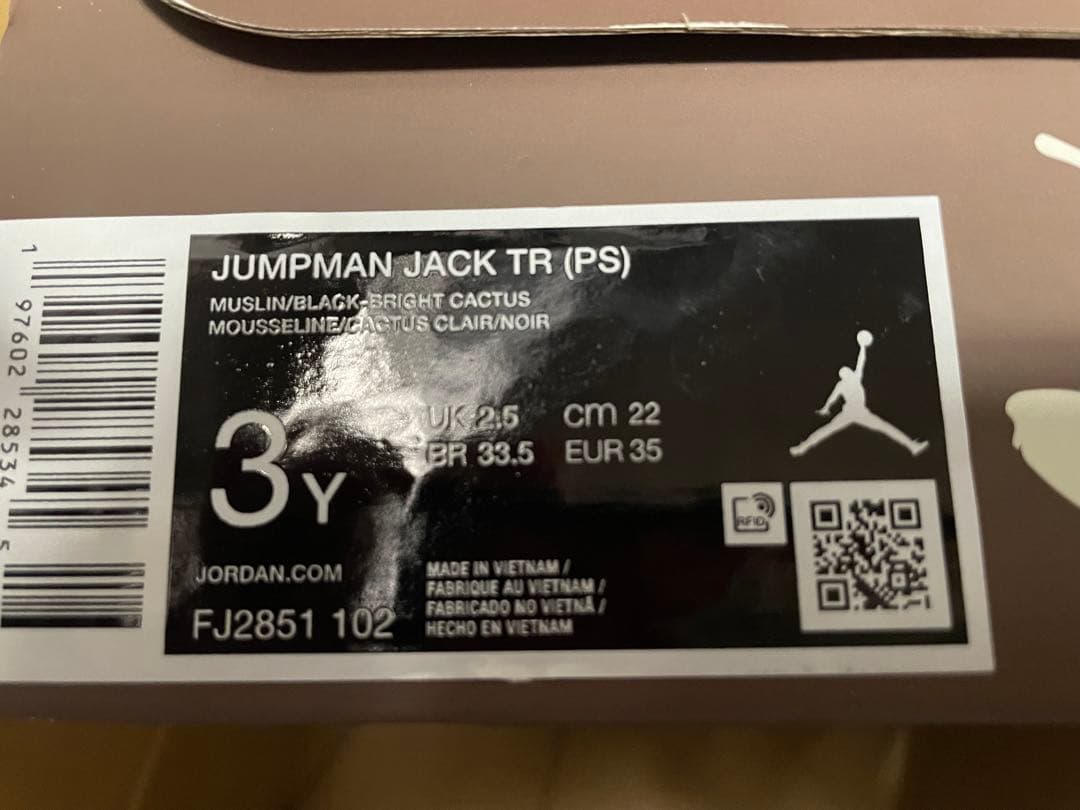 JUMPMAN JACK TR (PS)
MUSLIN/BLACK-BRIGHT CACTUS
MOUSSELINE/CACTUS CLAIR/NOIR
3Y
UK 2.5 cm 22
BR 33.5 EUR 35
RFID
JORDAN.COM
FJ2851 102
MADE IN VIETNAM /
FABRIQUE AU VIETNAM /
FABRICADO NO VIETNÃ /
HECHO EN VIETNAM
1 97602 28534 5